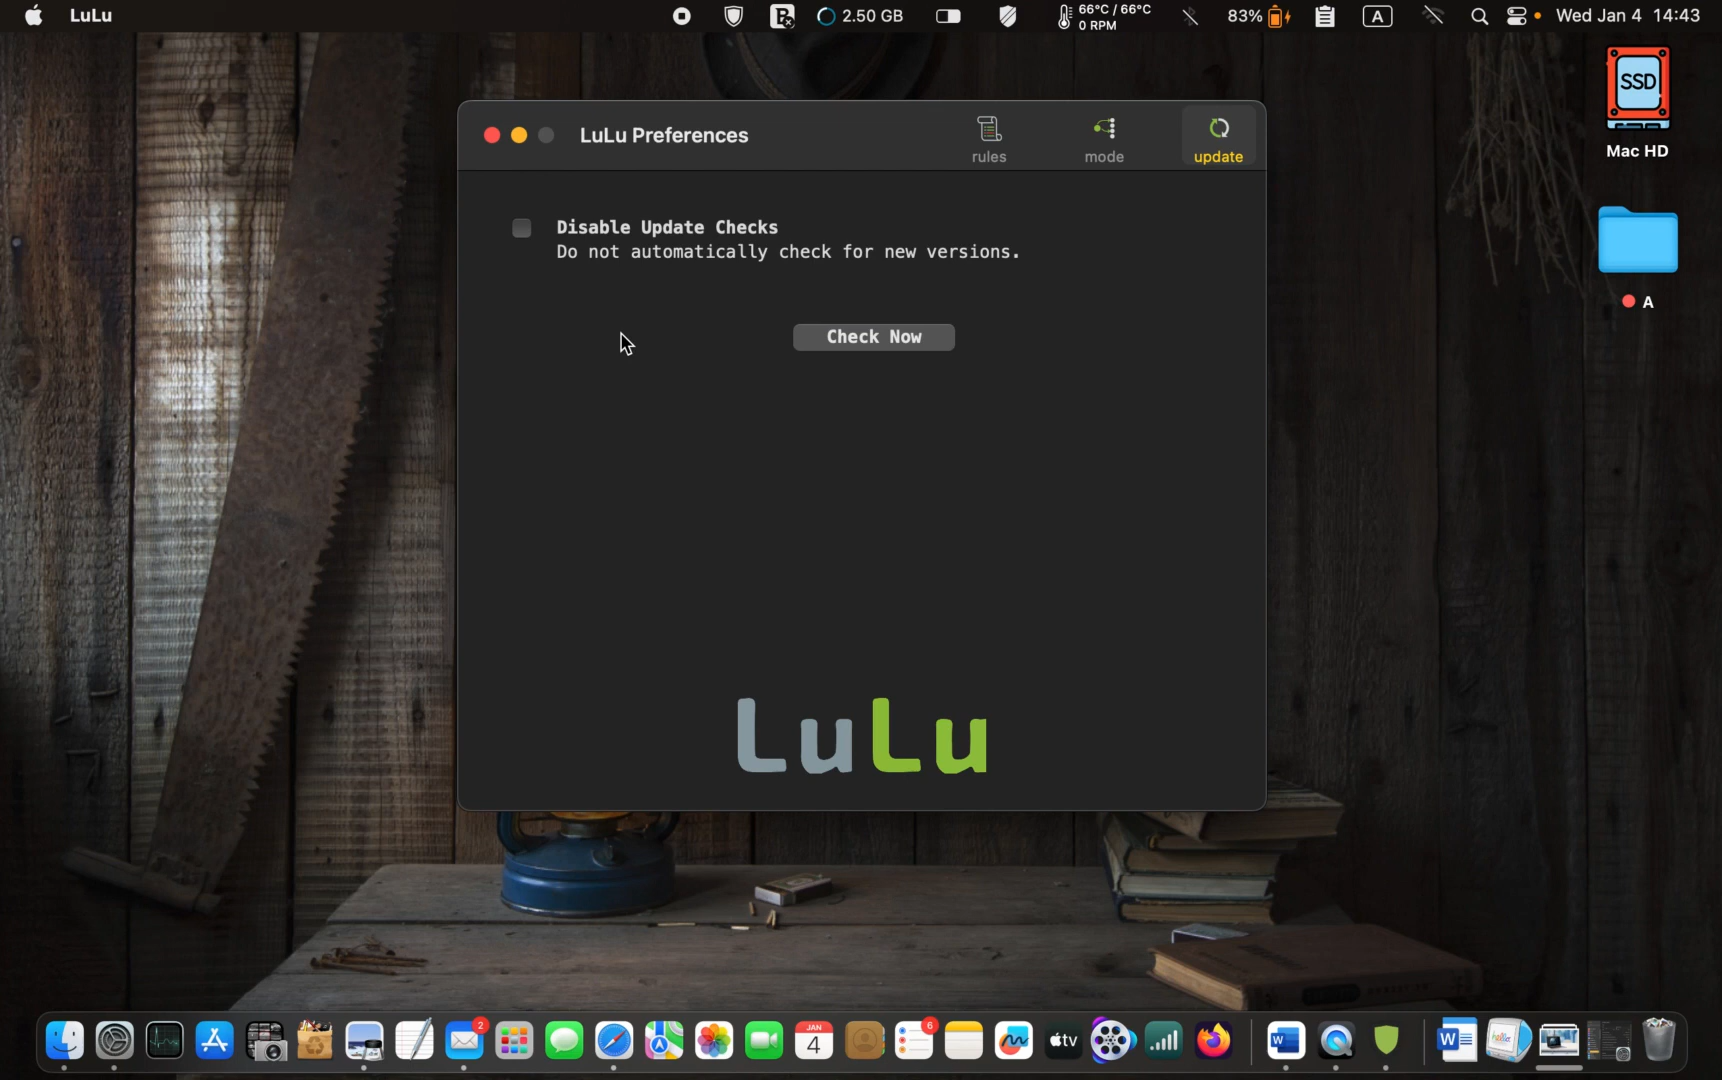 LuLu
2.50 GB
66°C / 66°C
0 RPM
83%
A
Wed Jan 4 14:43
SSD
Mac HD
A
LuLu Preferences
rules
mode
update
Disable Update Checks
Do not automatically check for new versions.
Check Now
LuLu
2
JAN
4
6
tv
W
W
hello